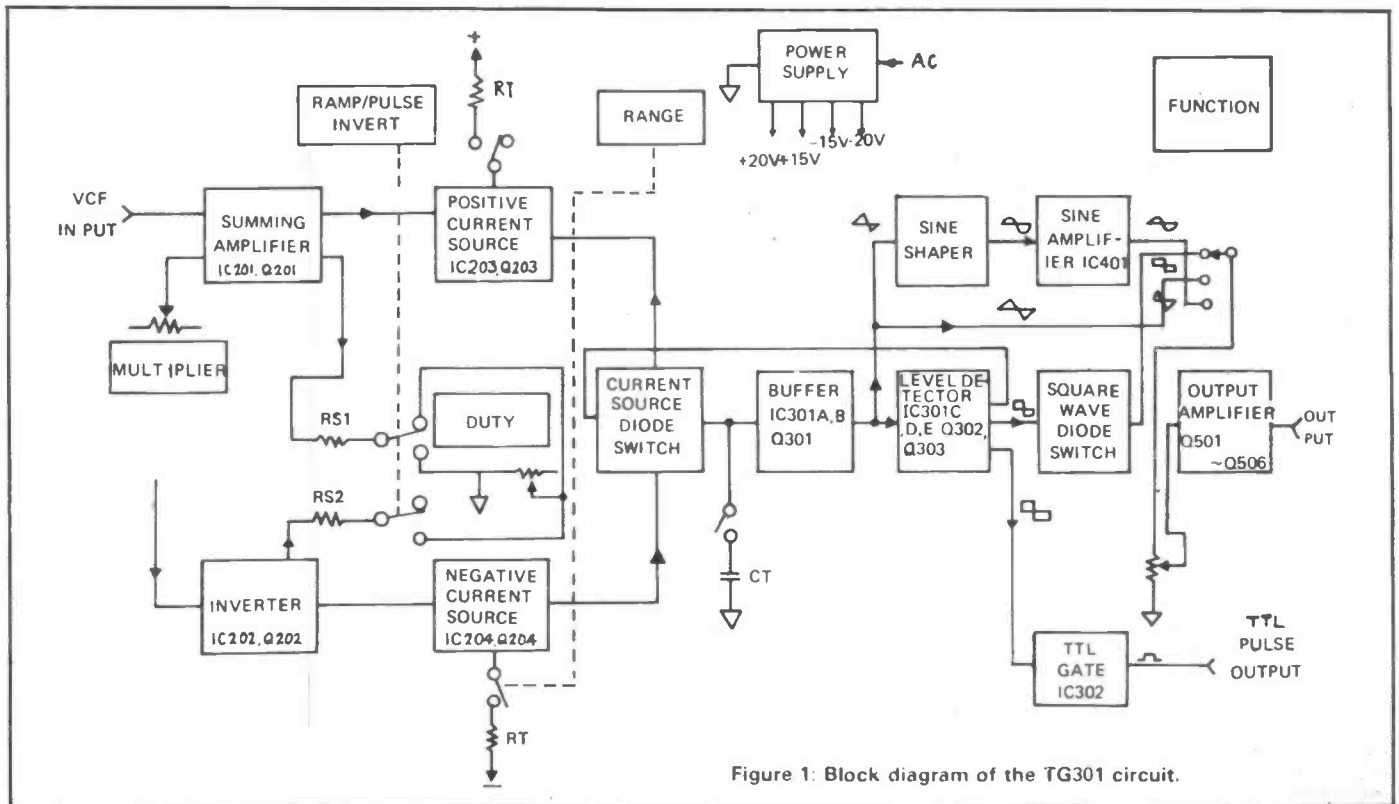 +
RT
POWER
SUPPLY
AC
-15V-20V
+20V+15V
FUNCTION
RAMP/PULSE
INVERT
RANGE
VCF
IN PUT
SUMMING
AMPLIFIER
IC201, Q201
POSITIVE
CURRENT
SOURCE
IC203,Q203
SINE
SHAPER
SINE
AMPLIF-
IER IC401
MULTIPLIER
RS1
DUTY
CURRENT
SOURCE
DIODE
SWITCH
BUFFER
IC301A,B
Q301
LEVEL DE-
TECTOR
IC301C
,D,E Q302,
Q303
SQUARE
WAVE
DIODE
SWITCH
OUTPUT
AMPLIFIER
Q501
~Q506
OUT
PUT
RS2
INVERTER
IC202, Q202
NEGATIVE
CURRENT
SOURCE
IC204,Q204
CT
TTL
GATE
IC302
TTL
PULSE
OUTPUT
RT
—
Figure 1: Block diagram of the TG301 circuit.